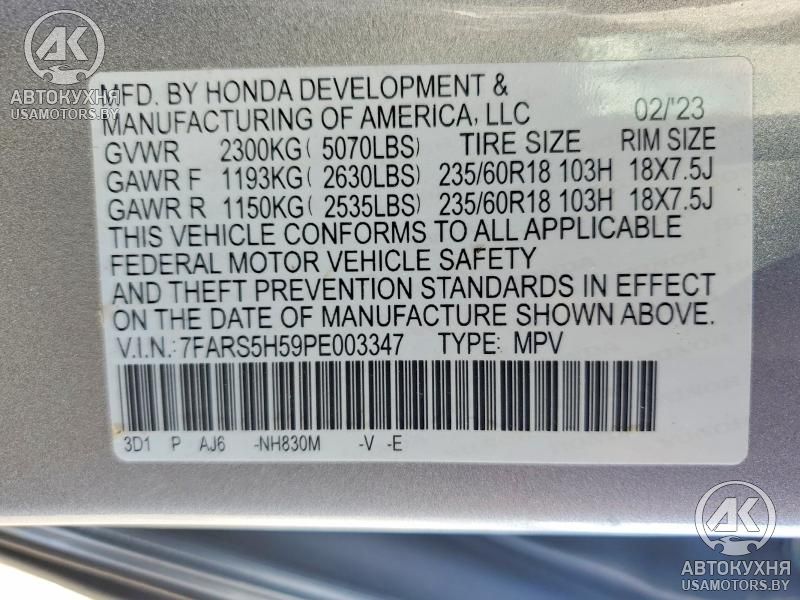 AK
АВТОКУХНЯ
USAMOTORS.BY
MFD. BY HONDA DEVELOPMENT &
MANUFACTURING OF AMERICA, LLC 02/'23
GVWR 2300KG( 5070LBS) TIRE SIZE RIM SIZE
GAWR F 1193KG( 2630LBS) 235/60R18 103H 18X7.5J
GAWR R 1150KG( 2535LBS) 235/60R18 103H 18X7.5J
THIS VEHICLE CONFORMS TO ALL APPLICABLE
FEDERAL MOTOR VEHICLE SAFETY
AND THEFT PREVENTION STANDARDS IN EFFECT
ON THE DATE OF MANUFACTURE SHOWN ABOVE.
V.I.N.: 7FARS5H59PE003347 TYPE: MPV
3D1 P AJ6 -NH830M -V -E
AK
АВТОКУХНЯ
USAMOTORS.BY